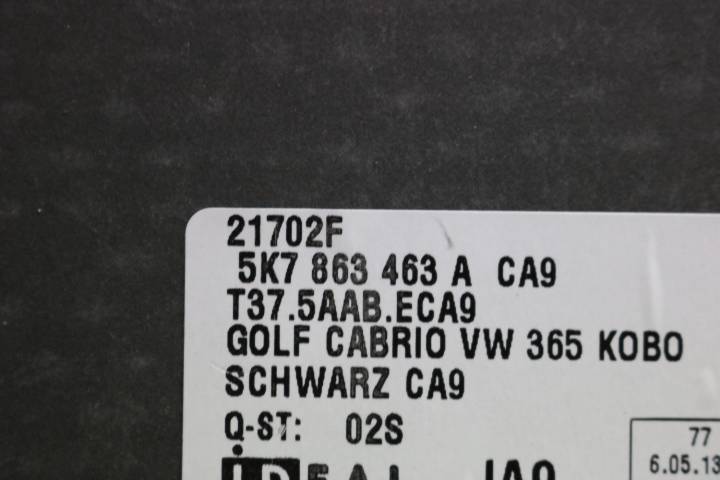 21702F
5K7 863 463 A CA9
T37.5AAB.ECA9
GOLF CABRIO VW 365 KOBO
SCHWARZ CA9
Q-ST: 02S
77
6.05.13